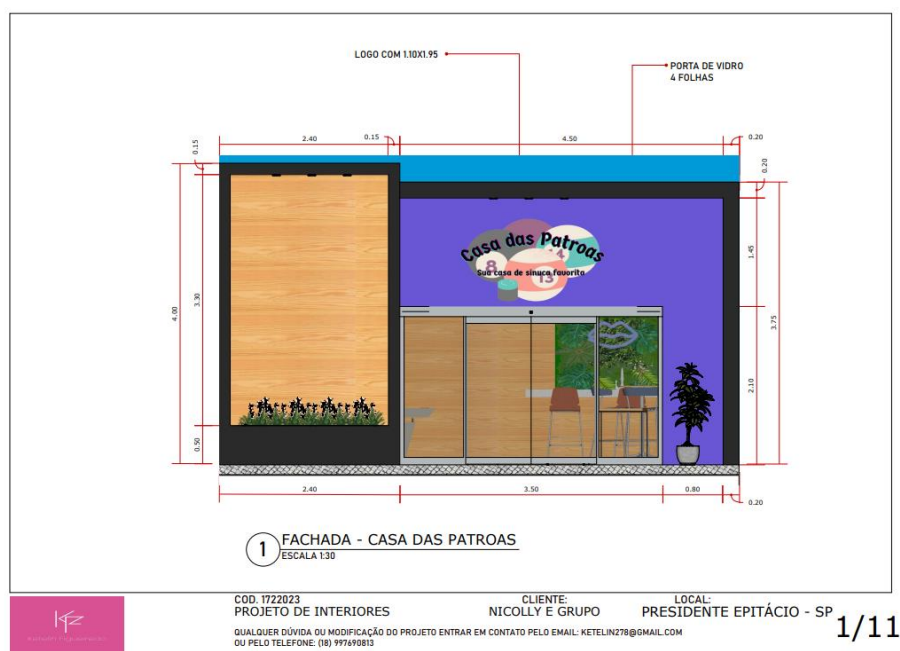 LOGO COM 1.10X1.95
PORTA DE VIDRO
4 FOLHAS
0.15
2.40
0.15
4.50
0.20
0.20
4.00
3.30
0.50
1.45
2.10
3.75
Casa das Patroas
8
14
13
Sua casa de sinuca favorita
2.40
3.50
0.80
0.20
1
FACHADA - CASA DAS PATROAS
ESCALA 1:30
COD. 1722023
PROJETO DE INTERIORES
CLIENTE:
NICOLLY E GRUPO
LOCAL:
PRESIDENTE EPITÁCIO - SP
QUALQUER DÚVIDA OU MODIFICAÇÃO DO PROJETO ENTRAR EM CONTATO PELO EMAIL: KETELIN278@GMAIL.COM
OU PELO TELEFONE: (18) 997690813
1/11